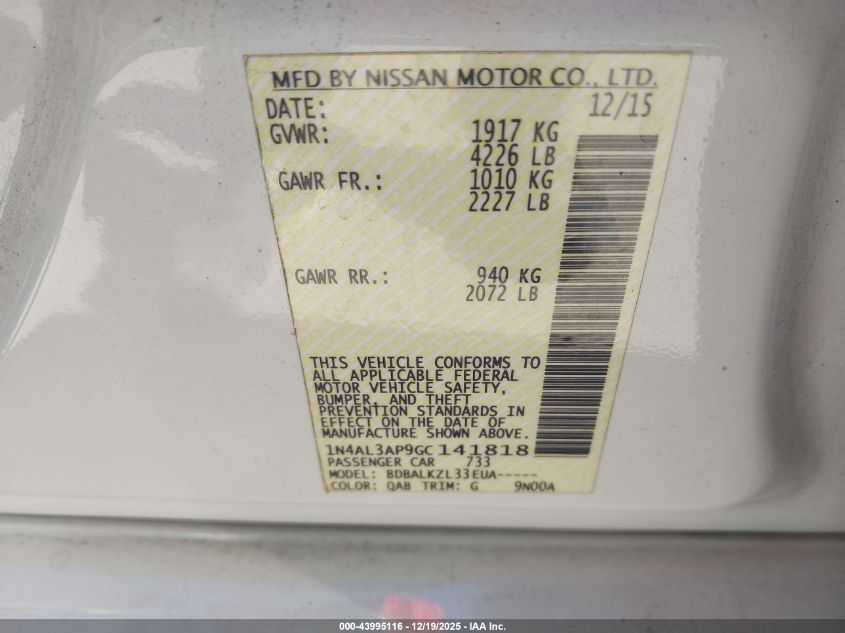 MFD BY NISSAN MOTOR CO., LTD.
DATE: 12/15
GVWR: 1917 KG
4226 LB
GAWR FR.: 1010 KG
2227 LB
GAWR RR.: 940 KG
2072 LB
THIS VEHICLE CONFORMS TO
ALL APPLICABLE FEDERAL
MOTOR VEHICLE SAFETY,
BUMPER, AND THEFT
PREVENTION STANDARDS IN
EFFECT ON THE DATE OF
MANUFACTURE SHOWN ABOVE.
1N4AL3AP9GC141818
PASSENGER CAR 733
MODEL: BDBALKZL33EUA-----
COLOR: QAB TRIM: G 9N00A
000-43995116 - 12/19/2025 - IAA Inc.